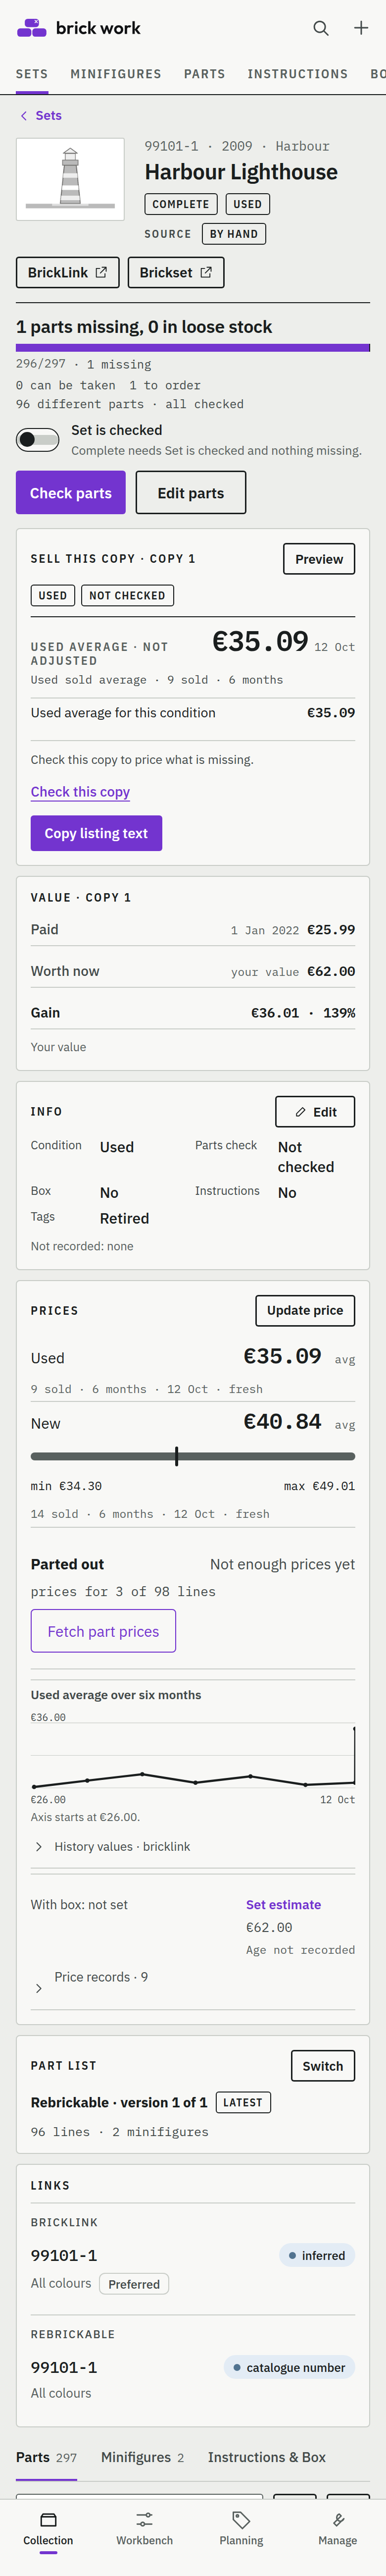 brick work
SETS MINIFIGURES PARTS INSTRUCTIONS BO
Sets
99101-1 · 2009 · Harbour
Harbour Lighthouse
COMPLETE USED
SOURCE BY HAND
BrickLink Brickset
1 parts missing, 0 in loose stock
296/297 · 1 missing
0 can be taken 1 to order
96 different parts · all checked
Set is checked
Complete needs Set is checked and nothing missing.
Check parts Edit parts
SELL THIS COPY · COPY 1 Preview
USED NOT CHECKED
USED AVERAGE · NOT ADJUSTED €35.09 12 Oct
Used sold average · 9 sold · 6 months
Used average for this condition €35.09
Check this copy to price what is missing.
Check this copy
Copy listing text
VALUE · COPY 1
Paid 1 Jan 2022 €25.99
Worth now your value €62.00
Gain €36.01 · 139%
Your value
INFO Edit
Condition Used Parts check Not checked
Box No Instructions No
Tags Retired
Not recorded: none
PRICES Update price
Used €35.09 avg
9 sold · 6 months · 12 Oct · fresh
New €40.84 avg
min €34.30 max €49.01
14 sold · 6 months · 12 Oct · fresh
Parted out Not enough prices yet
prices for 3 of 98 lines
Fetch part prices
Used average over six months
€36.00
€26.00 12 Oct
Axis starts at €26.00.
History values · bricklink
With box: not set Set estimate
€62.00
Age not recorded
Price records · 9
PART LIST Switch
Rebrickable · version 1 of 1 LATEST
96 lines · 2 minifigures
LINKS
BRICKLINK
99101-1 inferred
All colours Preferred
REBRICKABLE
99101-1 catalogue number
All colours
Parts 297 Minifigures 2 Instructions & Box
Collection Workbench Planning Manage